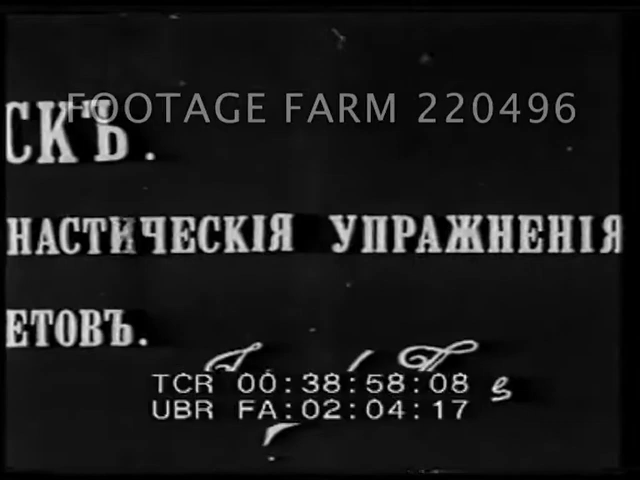 FOOTAGE FARM 220496
СКЪ.
НАСТИЧЕСКІЯ УПРАЖНЕНІЯ
ЕТОВЪ.
TCR 00:38:58:08
UBR FA:02:04:17